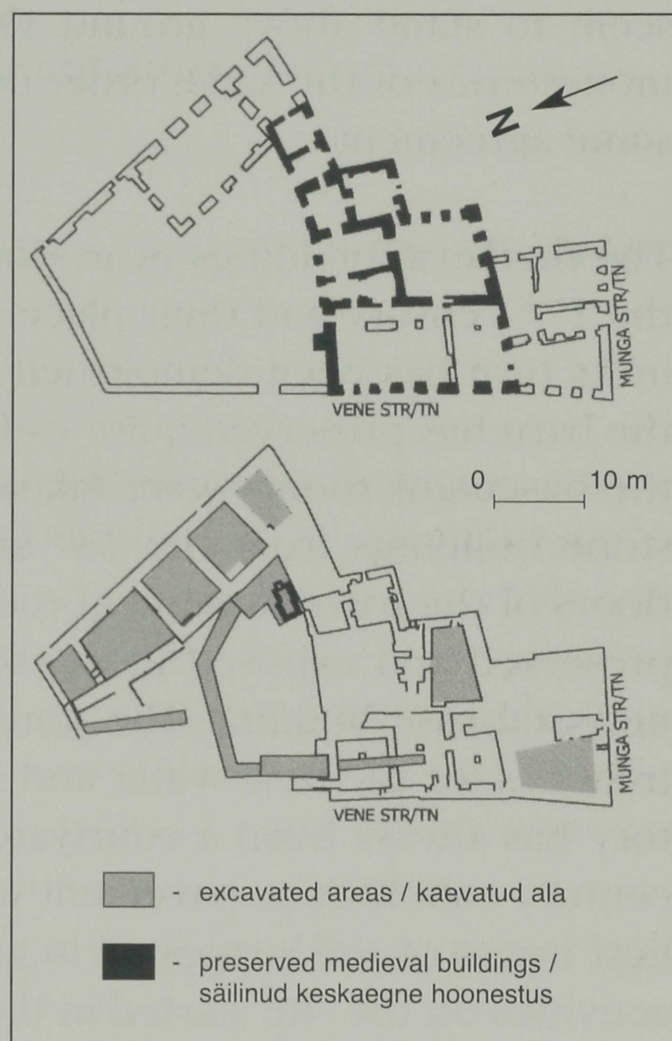 N
MUNGA STR/TN
VENE STR/TN
0 10 m
MUNGA STR/TN
VENE STR/TN
- excavated areas / kaevatud ala
- preserved medieval buildings /
säilinud keskaegne hoonestus